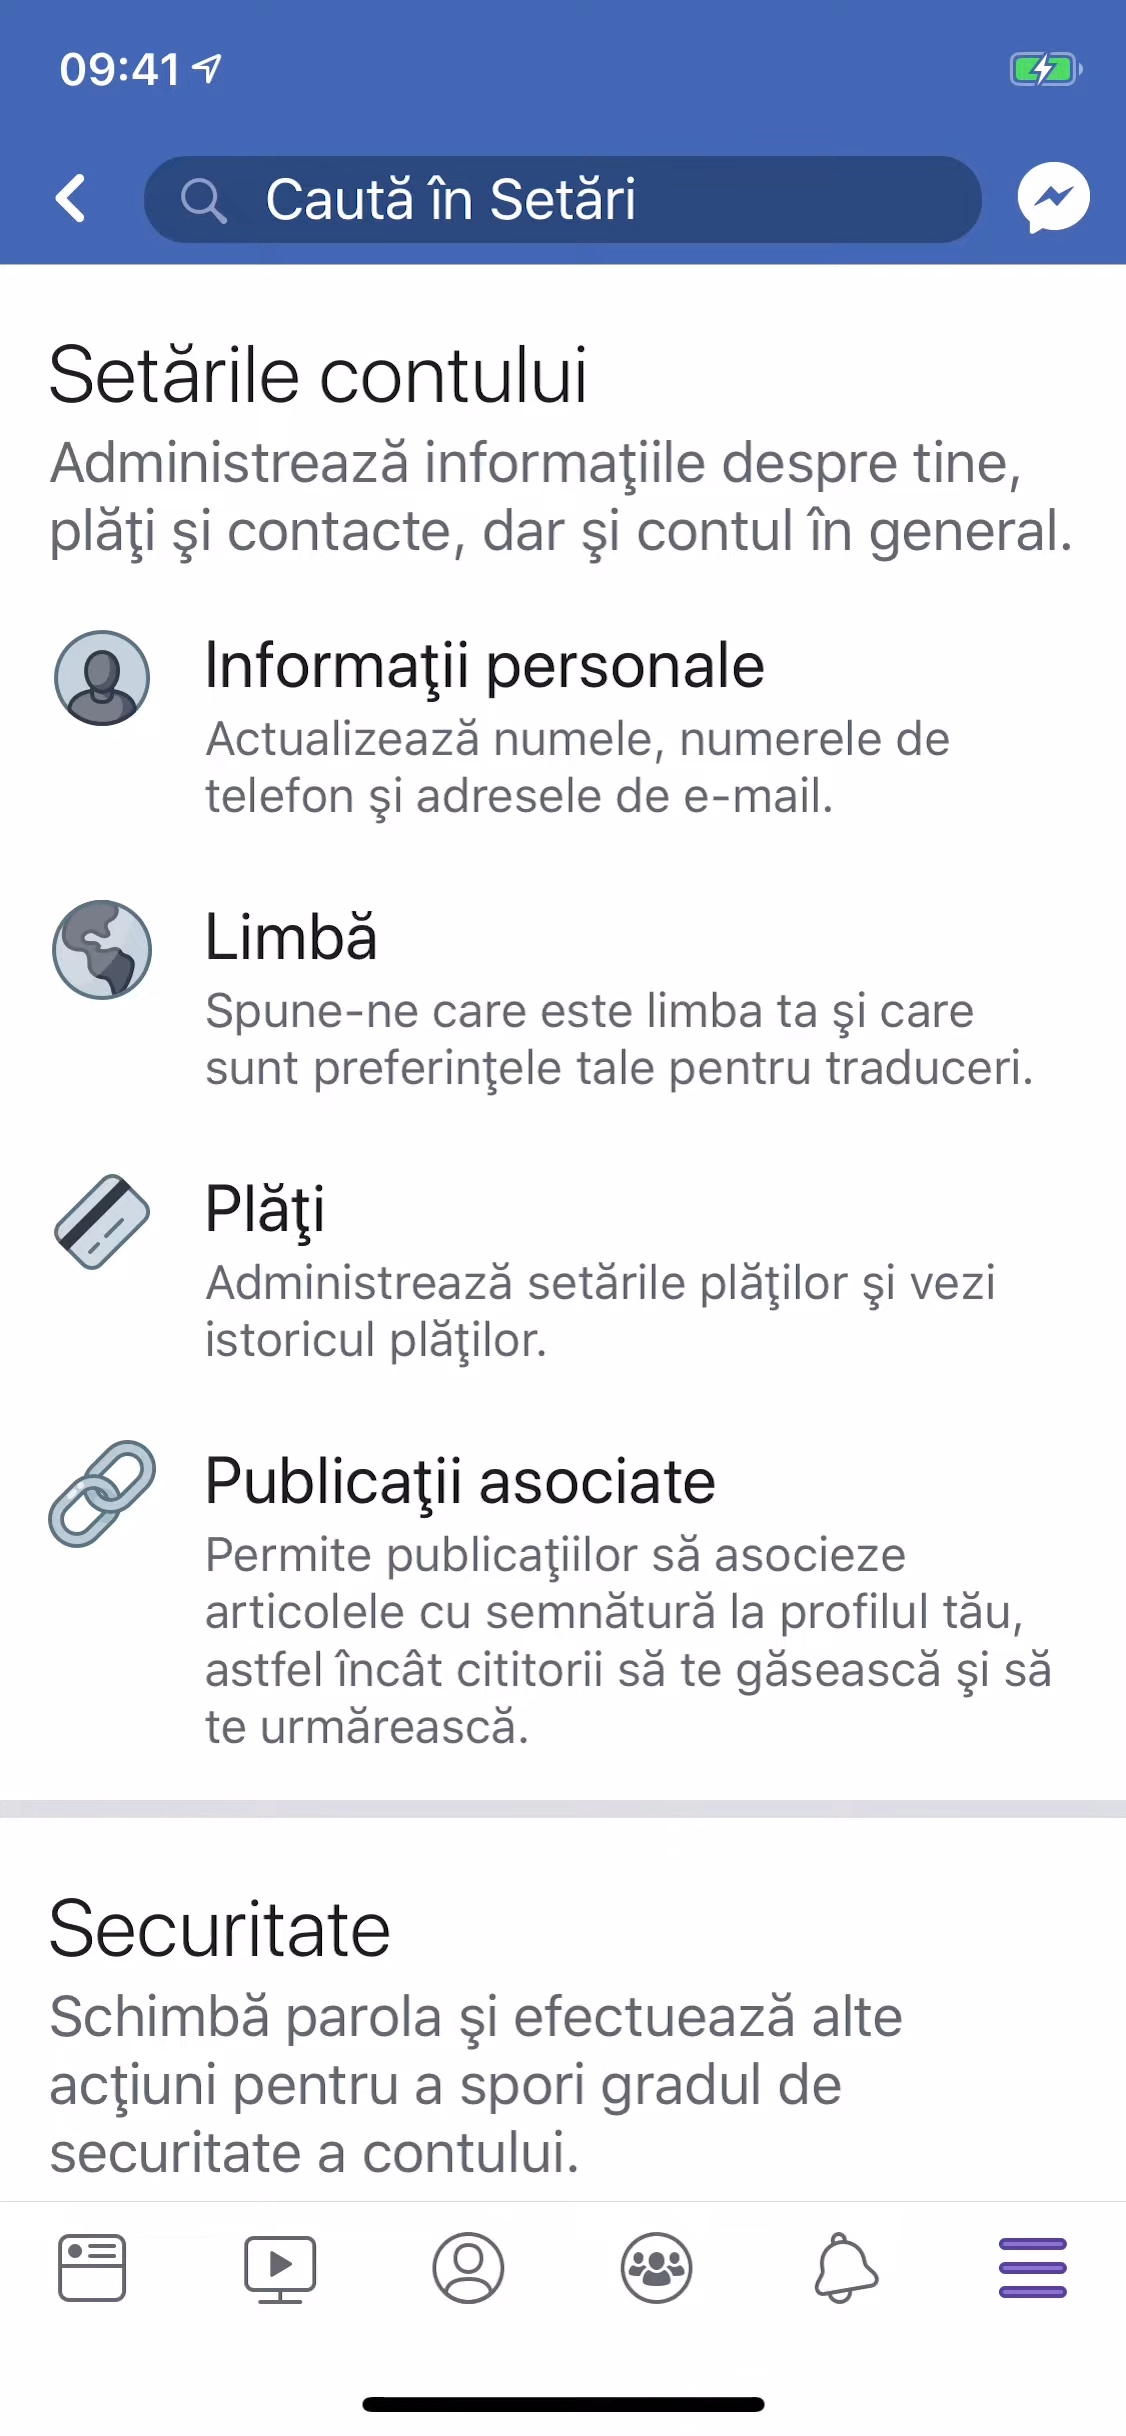 09:41
Caută în Setări
Setările contului
Administrează informaţiile despre tine,
plăţi şi contacte, dar şi contul în general.
Informaţii personale
Actualizează numele, numerele de
telefon şi adresele de e-mail.
Limbă
Spune-ne care este limba ta şi care
sunt preferinţele tale pentru traduceri.
Plăţi
Administrează setările plăţilor şi vezi
istoricul plăţilor.
Publicaţii asociate
Permite publicaţiilor să asocieze
articolele cu semnătură la profilul tău,
astfel încât cititorii să te găsească şi să
te urmărească.
Securitate
Schimbă parola şi efectuează alte
acţiuni pentru a spori gradul de
securitate a contului.